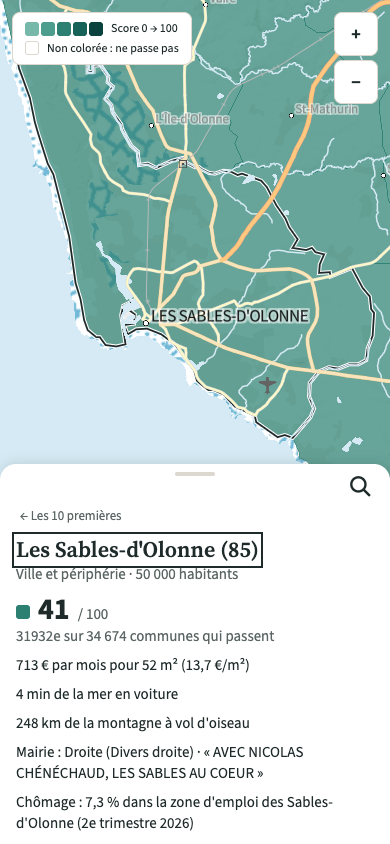 Score 0 → 100
Non colorée : ne passe pas
+
−
L'Île-d'Olonne
St-Mathurin
LES SABLES-D'OLONNE
← Les 10 premières
Les Sables-d'Olonne (85)
Ville et périphérie · 50 000 habitants
41 / 100
31932e sur 34 674 communes qui passent
713 € par mois pour 52 m² (13,7 €/m²)
4 min de la mer en voiture
248 km de la montagne à vol d'oiseau
Mairie : Droite (Divers droite) · « AVEC NICOLAS
CHÉNÉCHAUD, LES SABLES AU COEUR »
Chômage : 7,3 % dans la zone d'emploi des Sables-
d'Olonne (2e trimestre 2026)